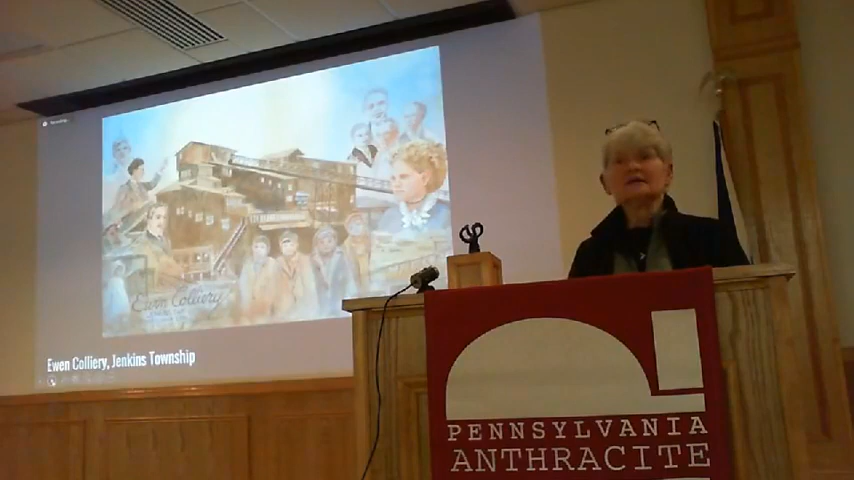 Ewen Colliery
Ewen Colliery, Jenkins Township
PENNSYLVANIA
ANTHRACITE